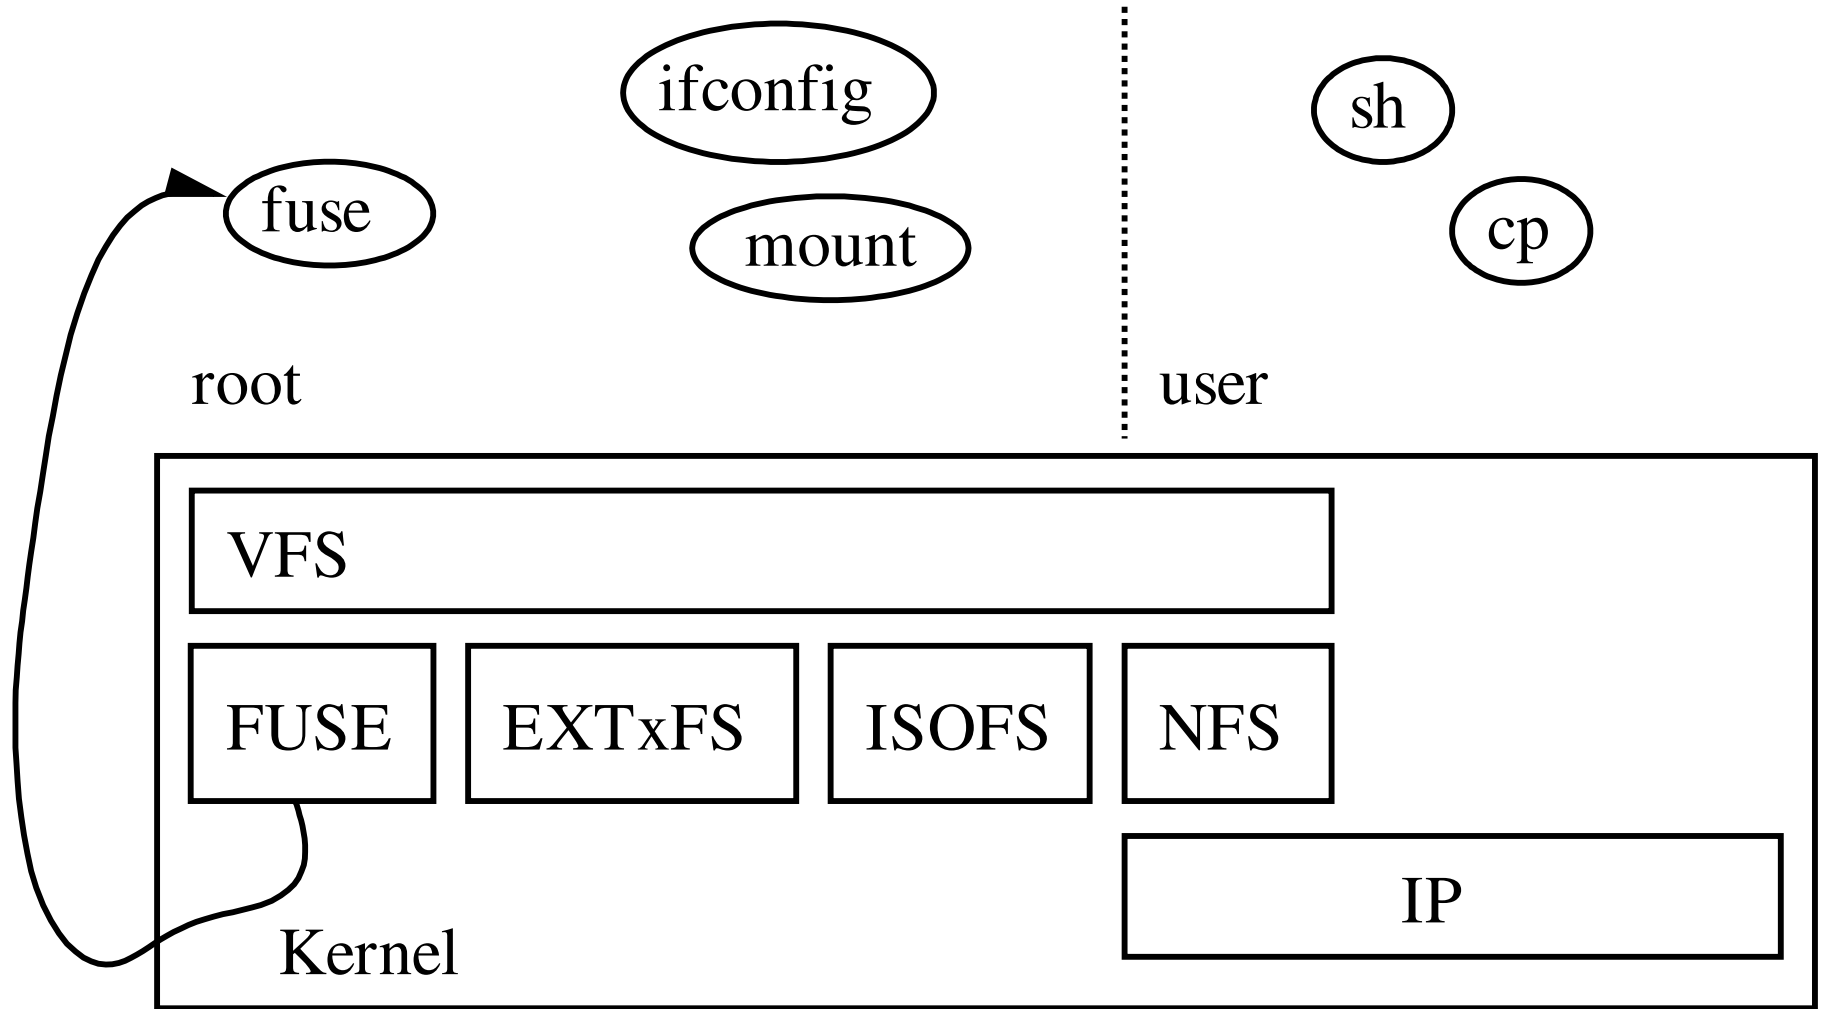 ifconfig
sh
fuse
cp
mount
root
user
VFS
FUSE
EXTxFS
ISOFS
NFS
IP
Kernel